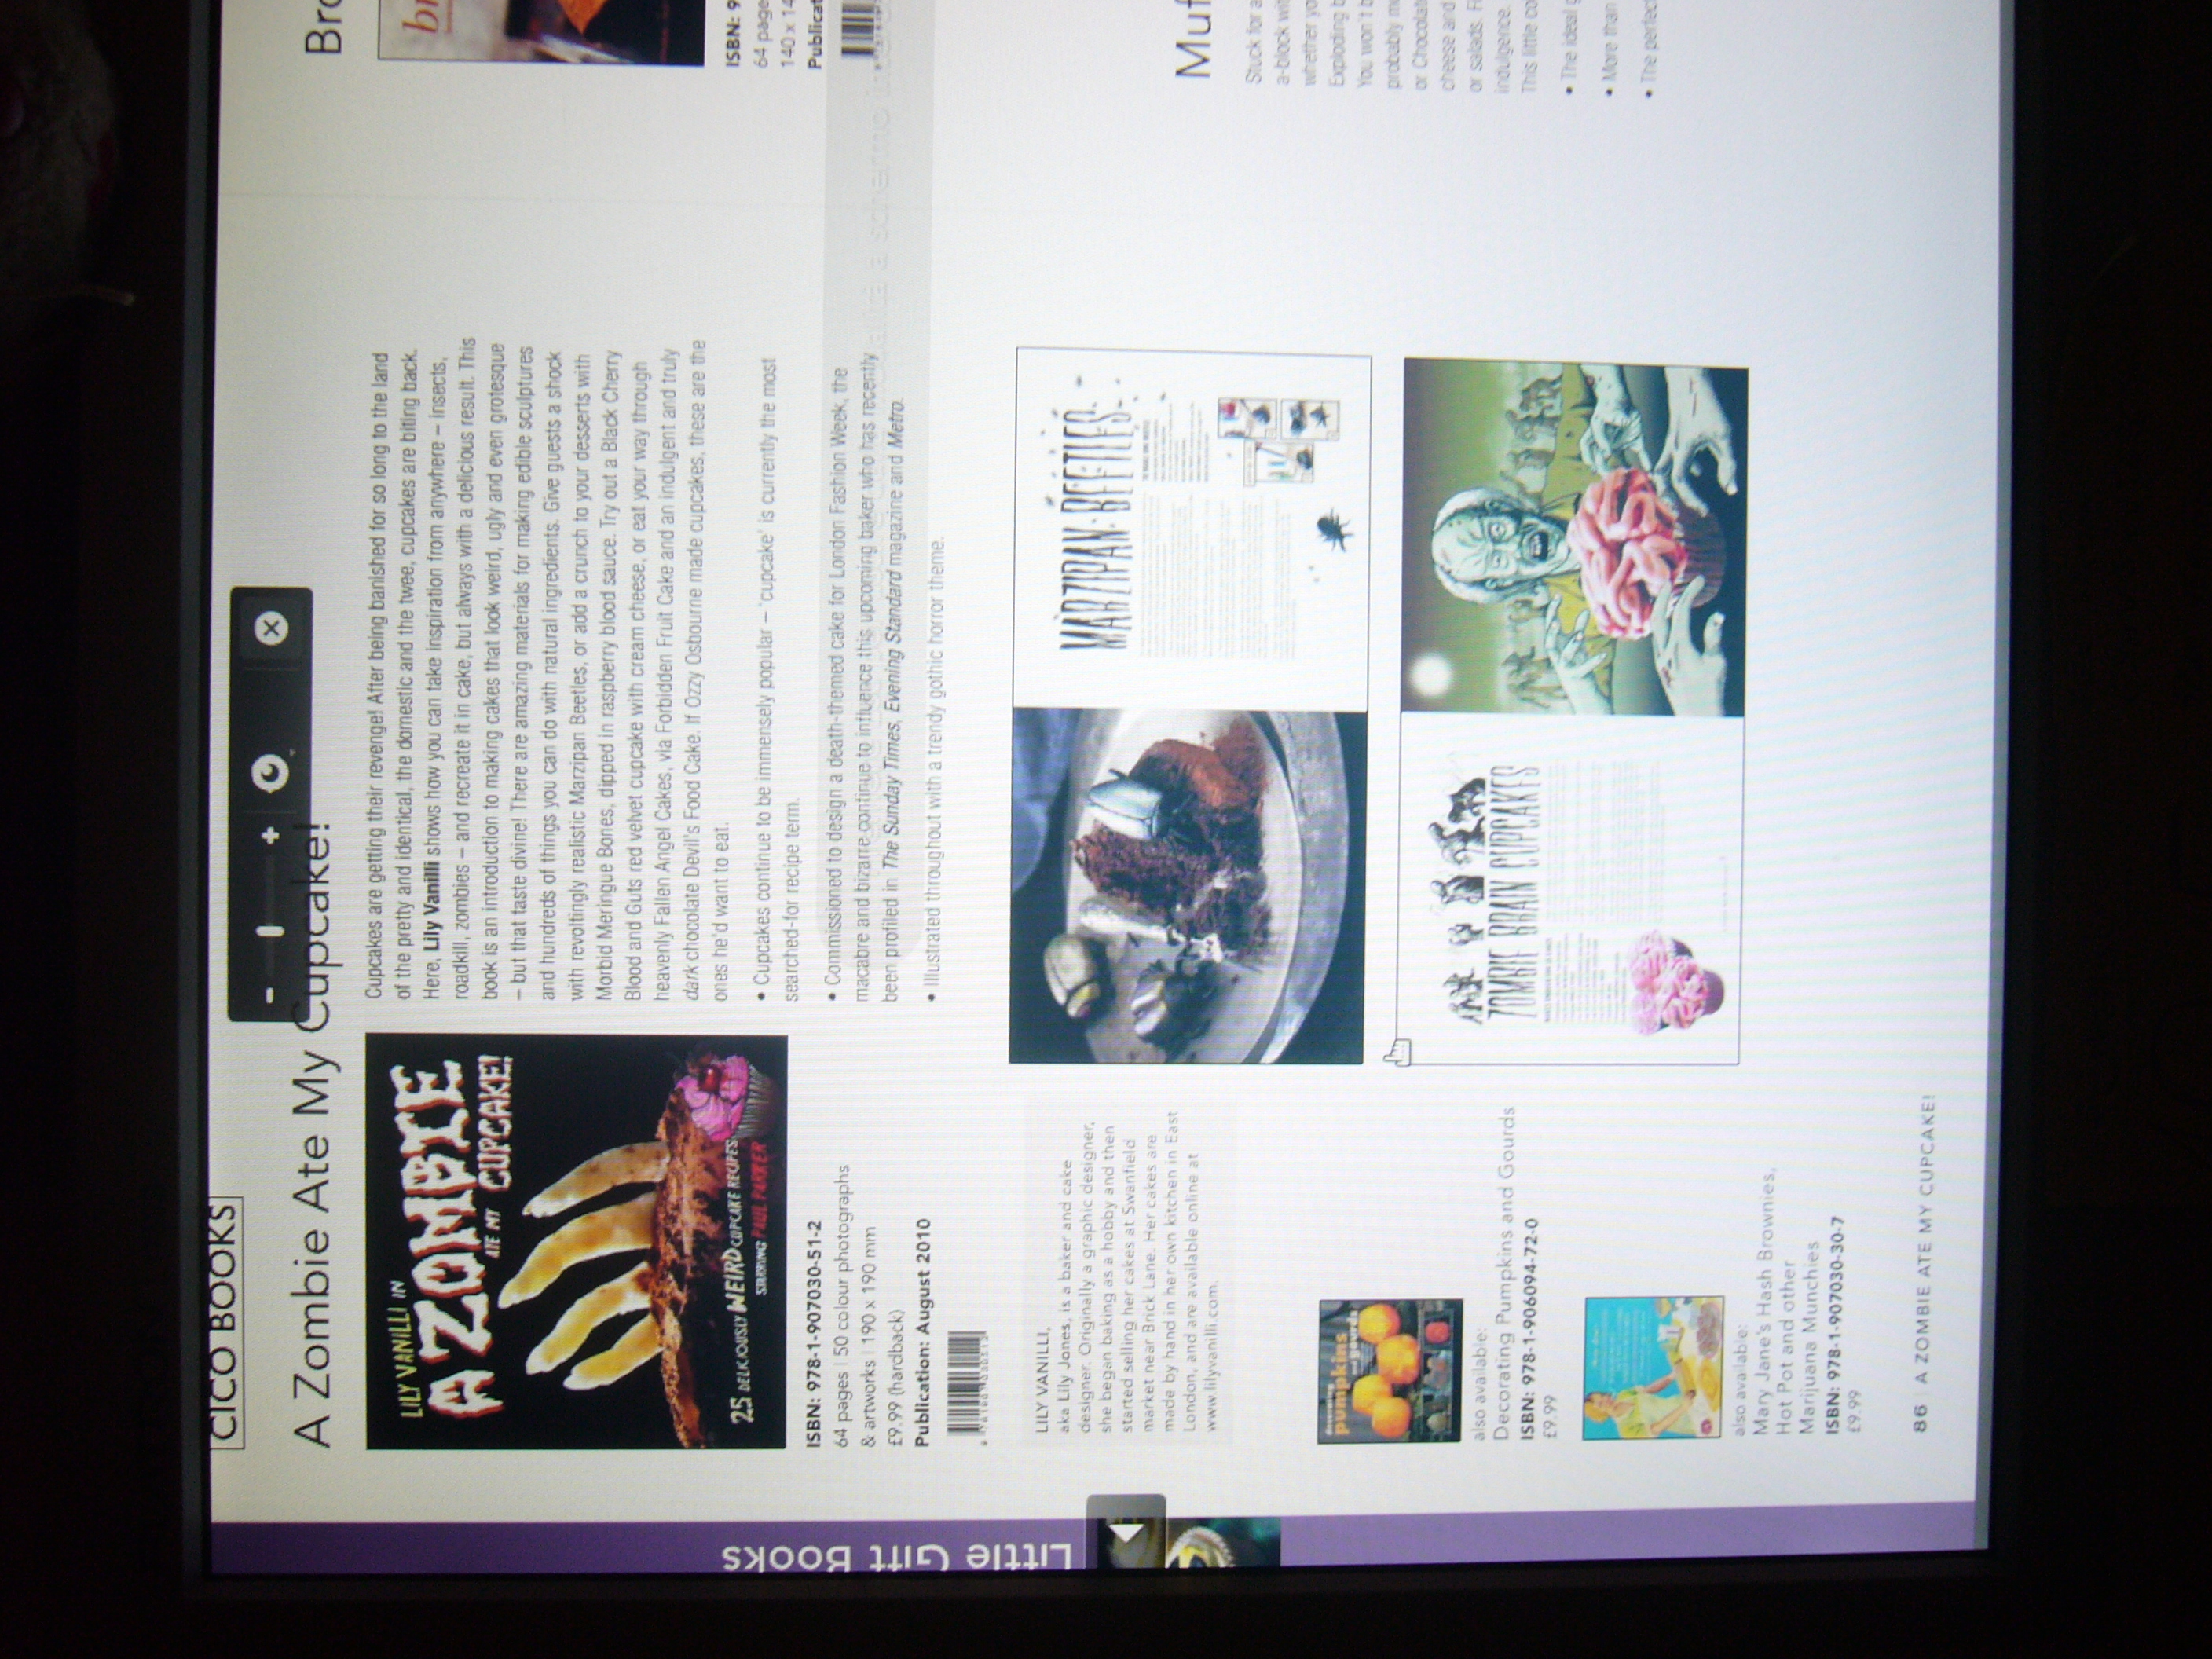 CICO BOOKS
A Zombie Ate My Cupcake!
LILY VANILLI IN
A ZOMBIE
ATE MY CUPCAKE!
25 DELICIOUSLY WEIRD CUPCAKE RECIPES
STARRING PAUL PARKER
Cupcakes are getting their revenge! After being banished for so long to the land
of the pretty and identical, the domestic and the twee, cupcakes are biting back.
Here, Lily Vanilli shows how you can take inspiration from anywhere – insects,
roadkill, zombies – and recreate it in cake, but always with a delicious result. This
book is an introduction to making cakes that look weird, ugly and even grotesque
– but that taste divine! There are amazing materials for making edible sculptures
and hundreds of things you can do with natural ingredients. Give guests a shock
with revoltingly realistic Marzipan Beetles, or add a crunch to your desserts with
Morbid Meringue Bones, dipped in raspberry blood sauce. Try out a Black Cherry
Blood and Guts red velvet cupcake with cream cheese, or eat your way through
heavenly Fallen Angel Cakes, via Forbidden Fruit Cake and an indulgent and truly
dark chocolate Devil's Food Cake. If Ozzy Osbourne made cupcakes, these are the
ones he'd want to eat.
• Cupcakes continue to be immensely popular – 'cupcake' is currently the most
searched-for recipe term.
• Commissioned to design a death-themed cake for London Fashion Week, the
macabre and bizarre continue to influence this upcoming baker who has recently
been profiled in The Sunday Times, Evening Standard magazine and Metro.
• Illustrated throughout with a trendy gothic horror theme.
ISBN: 978-1-907030-51-2
64 pages | 50 colour photographs
& artworks | 190 x 190 mm
£9.99 (hardback)
Publication: August 2010
Little Gift Books
LILY VANILLI,
aka Lily Jones, is a baker and cake
designer. Originally a graphic designer,
she began baking as a hobby and then
started selling her cakes at Swanfield
market near Brick Lane. Her cakes are
made by hand in her own kitchen in East
London, and are available online at
www.lilyvanilli.com.
MARZIPAN BEETLES
decorating
pumpkins
and gourds
also available:
Decorating Pumpkins and Gourds
ISBN: 978-1-906094-72-0
£9.99
ZOMBIE BRAIN CUPCAKES
also available:
Mary Jane's Hash Brownies,
Hot Pot and other
Marijuana Munchies
ISBN: 978-1-907030-30-7
£9.99
86 | A ZOMBIE ATE MY CUPCAKE!
Bro
br
ISBN: 9
64 page
140 x 14
Publicat
Muf
Stuck for a
a-block wit
whether yo
Exploding b
You won't b
probably me
or Chocolat
cheese and
or salads. Fl
indulgence.
This little co
• The ideal g
• More than
• The perfect